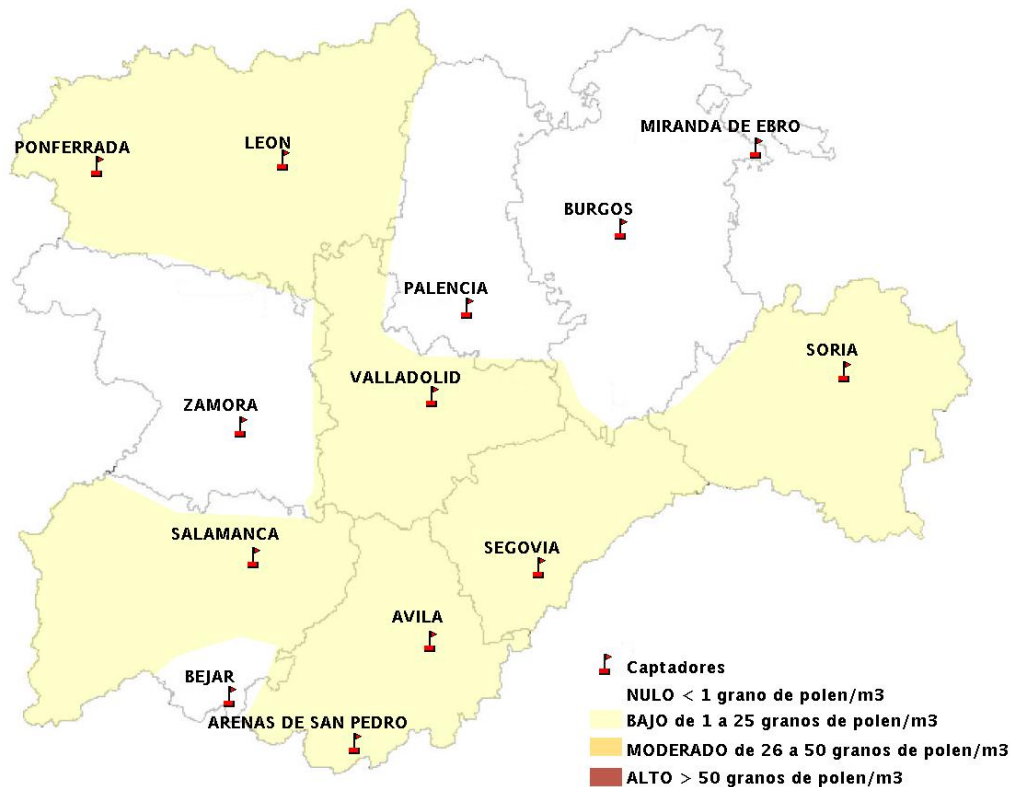 MIRANDA DE EBRO
PONFERRADA
LEON
BURGOS
PALENCIA
SORIA
VALLADOLID
ZAMORA
SALAMANCA
SEGOVIA
AVILA
BEJAR
ARENAS DE SAN PEDRO
Captadores
NULO < 1 grano de polen/m3
BAJO de 1 a 25 granos de polen/m3
MODERADO de 26 a 50 granos de polen/m3
ALTO > 50 granos de polen/m3